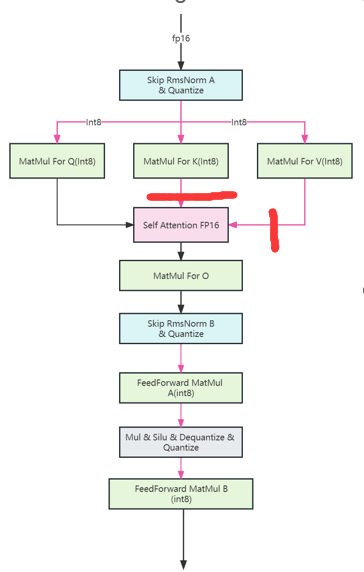 fp16
Skip RmsNorm A
& Quantize
Int8
Int8
MatMul For Q(Int8)
MatMul For K(Int8)
MatMul For V(Int8)
Self Attention FP16
MatMul For O
Skip RmsNorm B
& Quantize
FeedForward MatMul
A(int8)
Mul & Silu & Dequantize &
Quantize
FeedForward MatMul B
(int8)